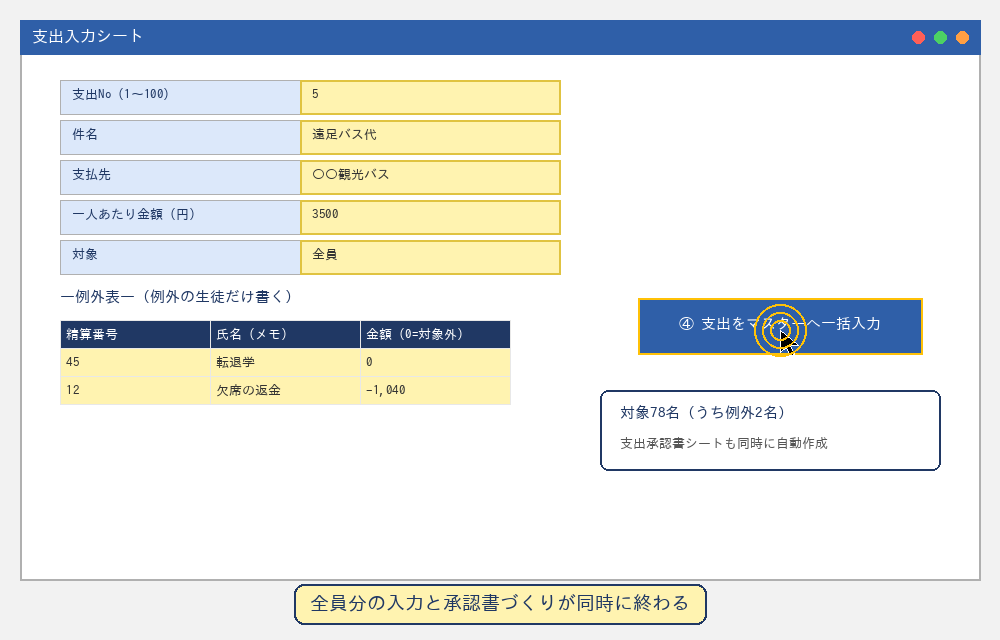 支出入力シート
支出No（1〜100） 5
件名 遠足バス代
支払先 〇〇観光バス
一人あたり金額（円） 3500
対象 全員
―例外表―（例外の生徒だけ書く）
精算番号 氏名（メモ） 金額（0=対象外）
45 転退学 0
12 欠席の返金 -1,040
④ 支出をマスターへ一括入力
対象78名（うち例外2名）
支出承認書シートも同時に自動作成
全員分の入力と承認書づくりが同時に終わる